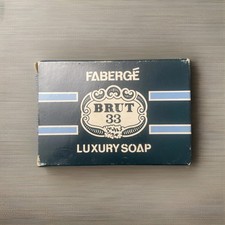 FABERGÉ
BRUT
33
LUXURY SOAP